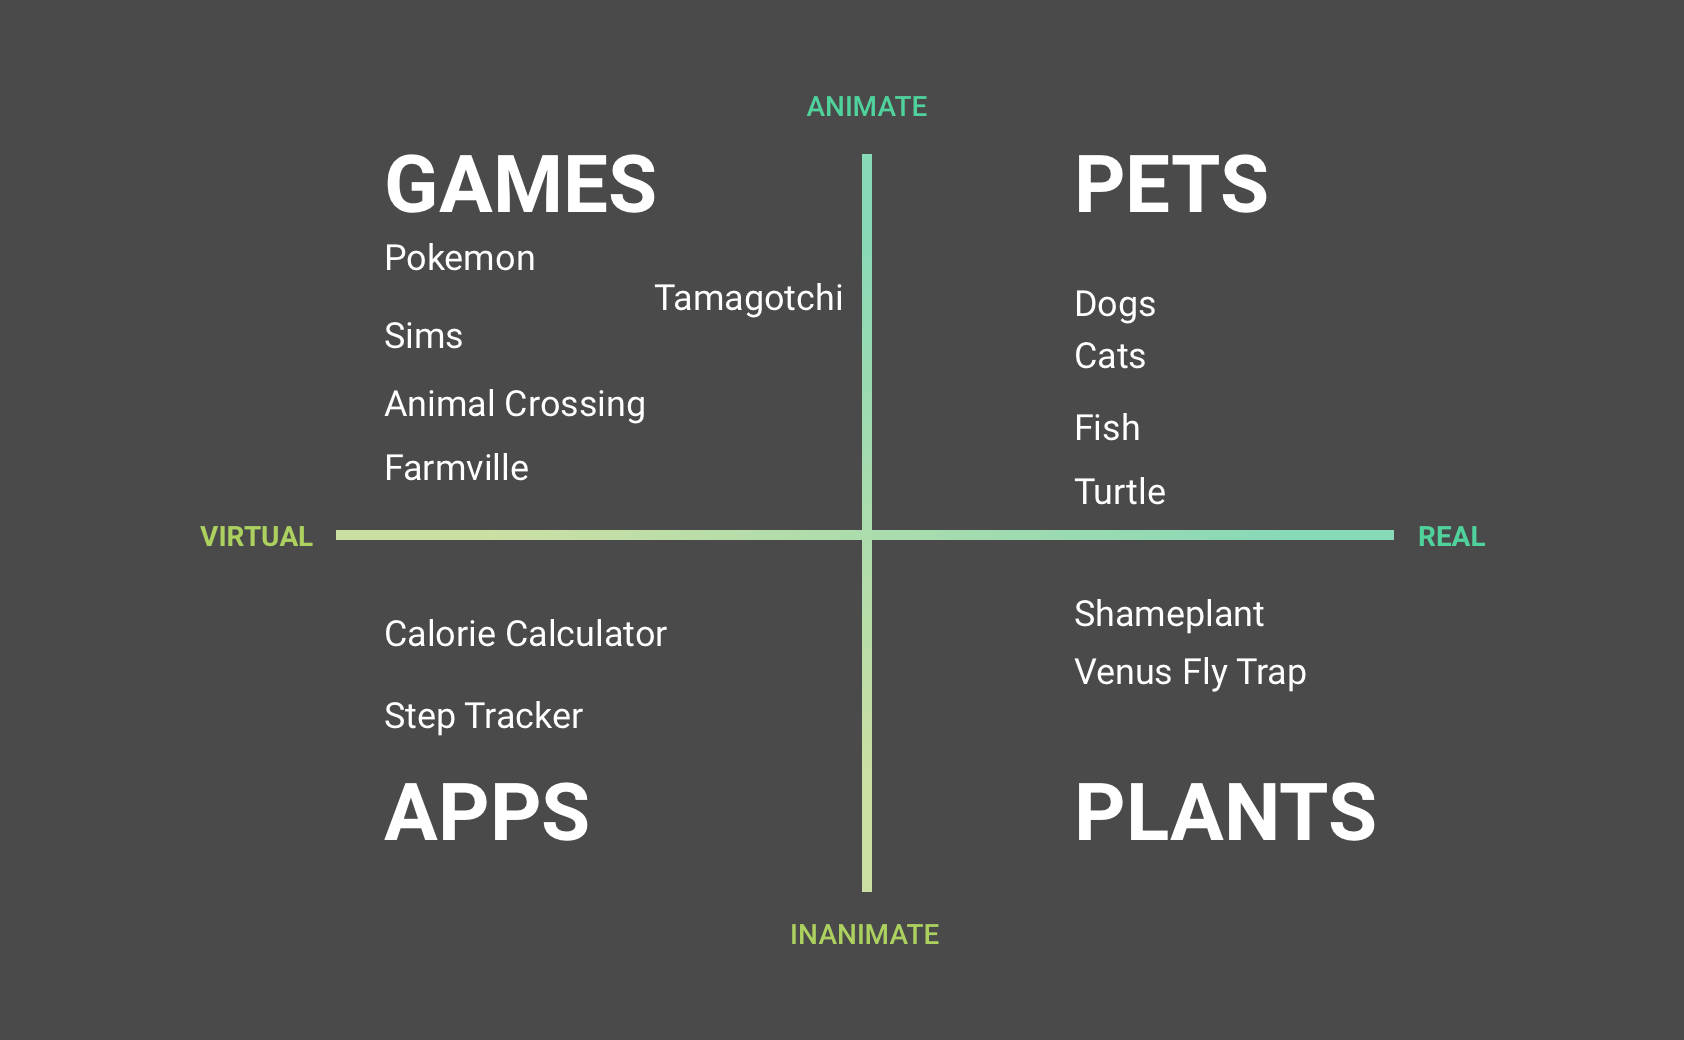 ANIMATE
GAMES
Pokemon
Tamagotchi
Sims
Animal Crossing
Farmville
PETS
Dogs
Cats
Fish
Turtle
VIRTUAL
REAL
Calorie Calculator
Step Tracker
APPS
Shameplant
Venus Fly Trap
PLANTS
INANIMATE